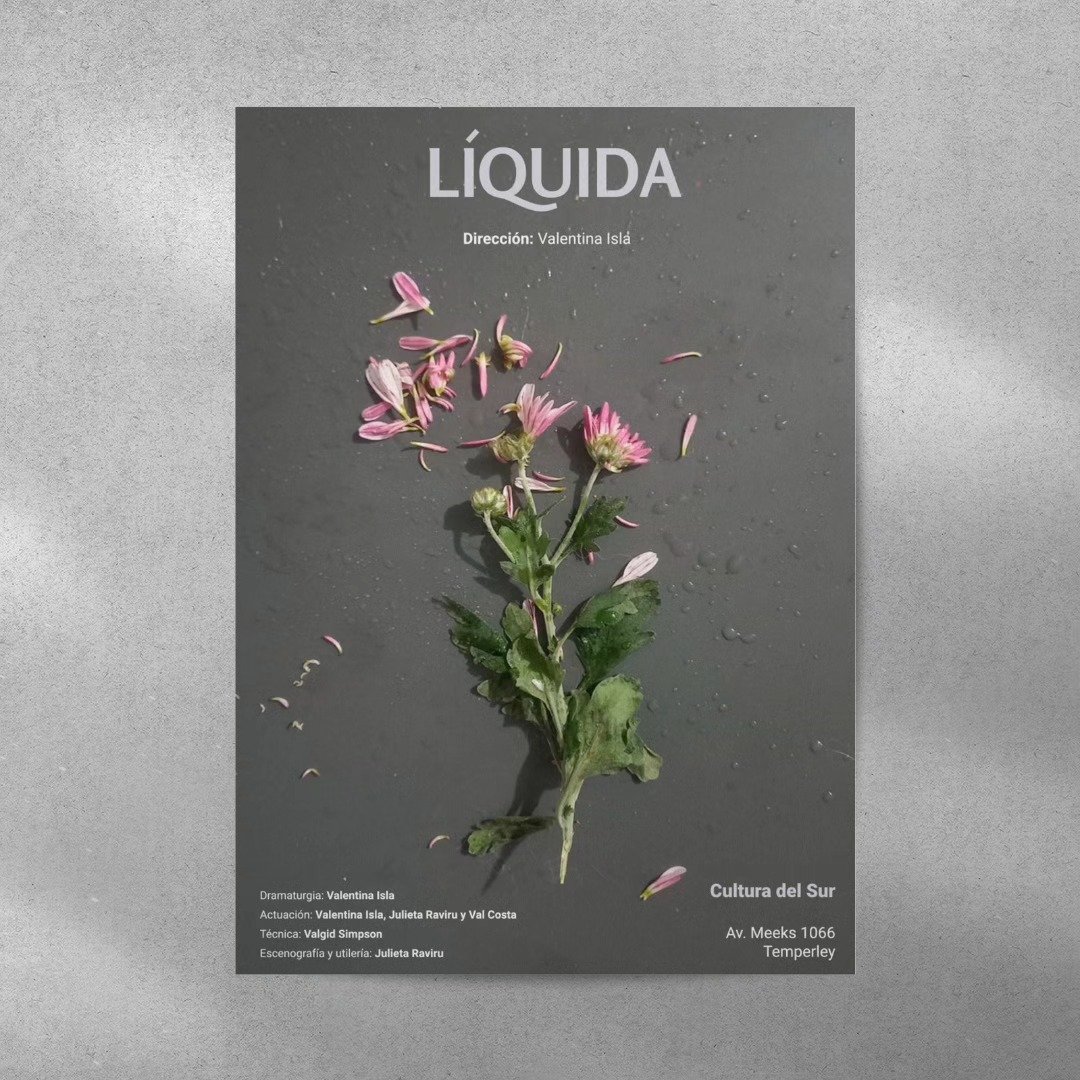 LÍQUIDA
Dirección: Valentina Isla
Dramaturgia: Valentina Isla
Actuación: Valentina Isla, Julieta Raviru y Val Costa
Técnica: Valgid Simpson
Escenografía y utilería: Julieta Raviru
Cultura del Sur
Av. Meeks 1066
Temperley